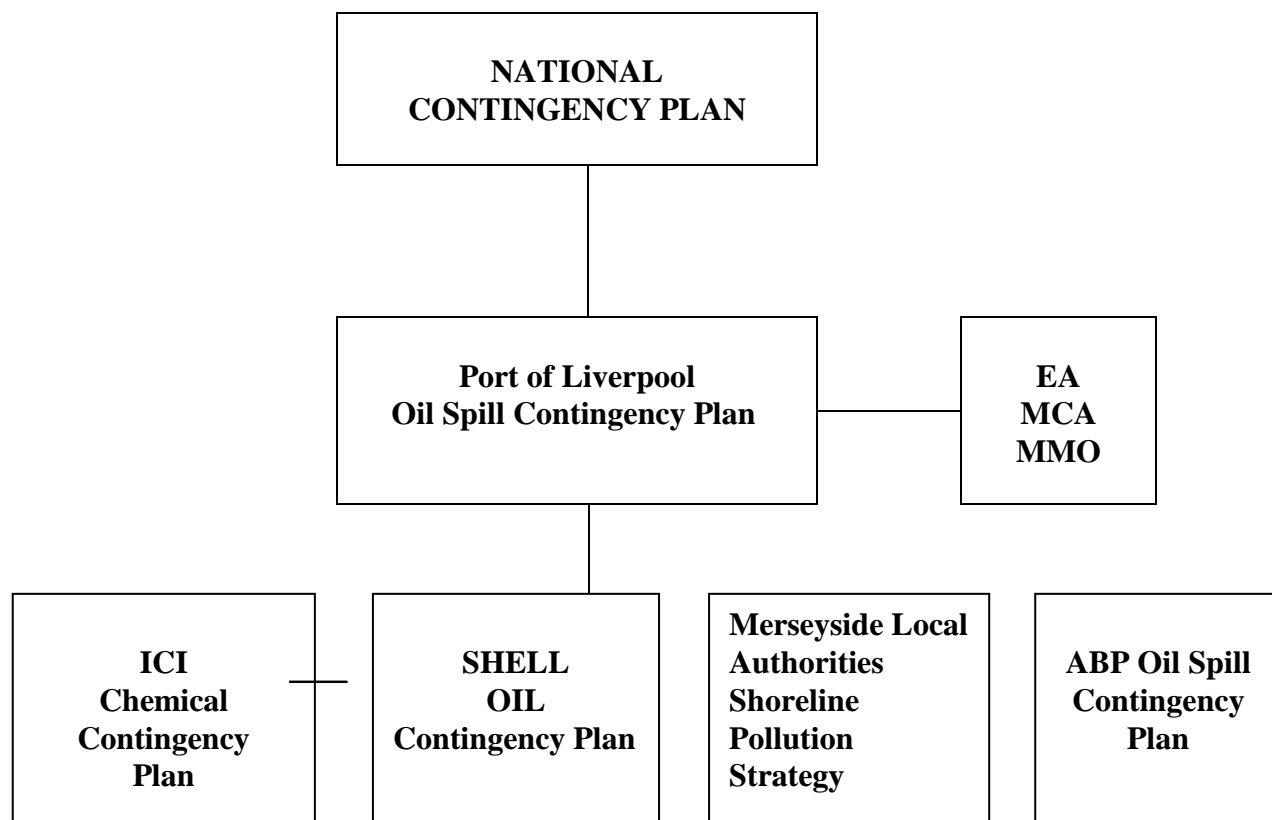 NATIONAL
CONTINGENCY PLAN
Port of Liverpool
Oil Spill Contingency Plan
EA
MCA
MMO
ICI
Chemical
Contingency
Plan
SHELL
OIL
Contingency Plan
Merseyside Local
Authorities
Shoreline
Pollution
Strategy
ABP Oil Spill
Contingency
Plan